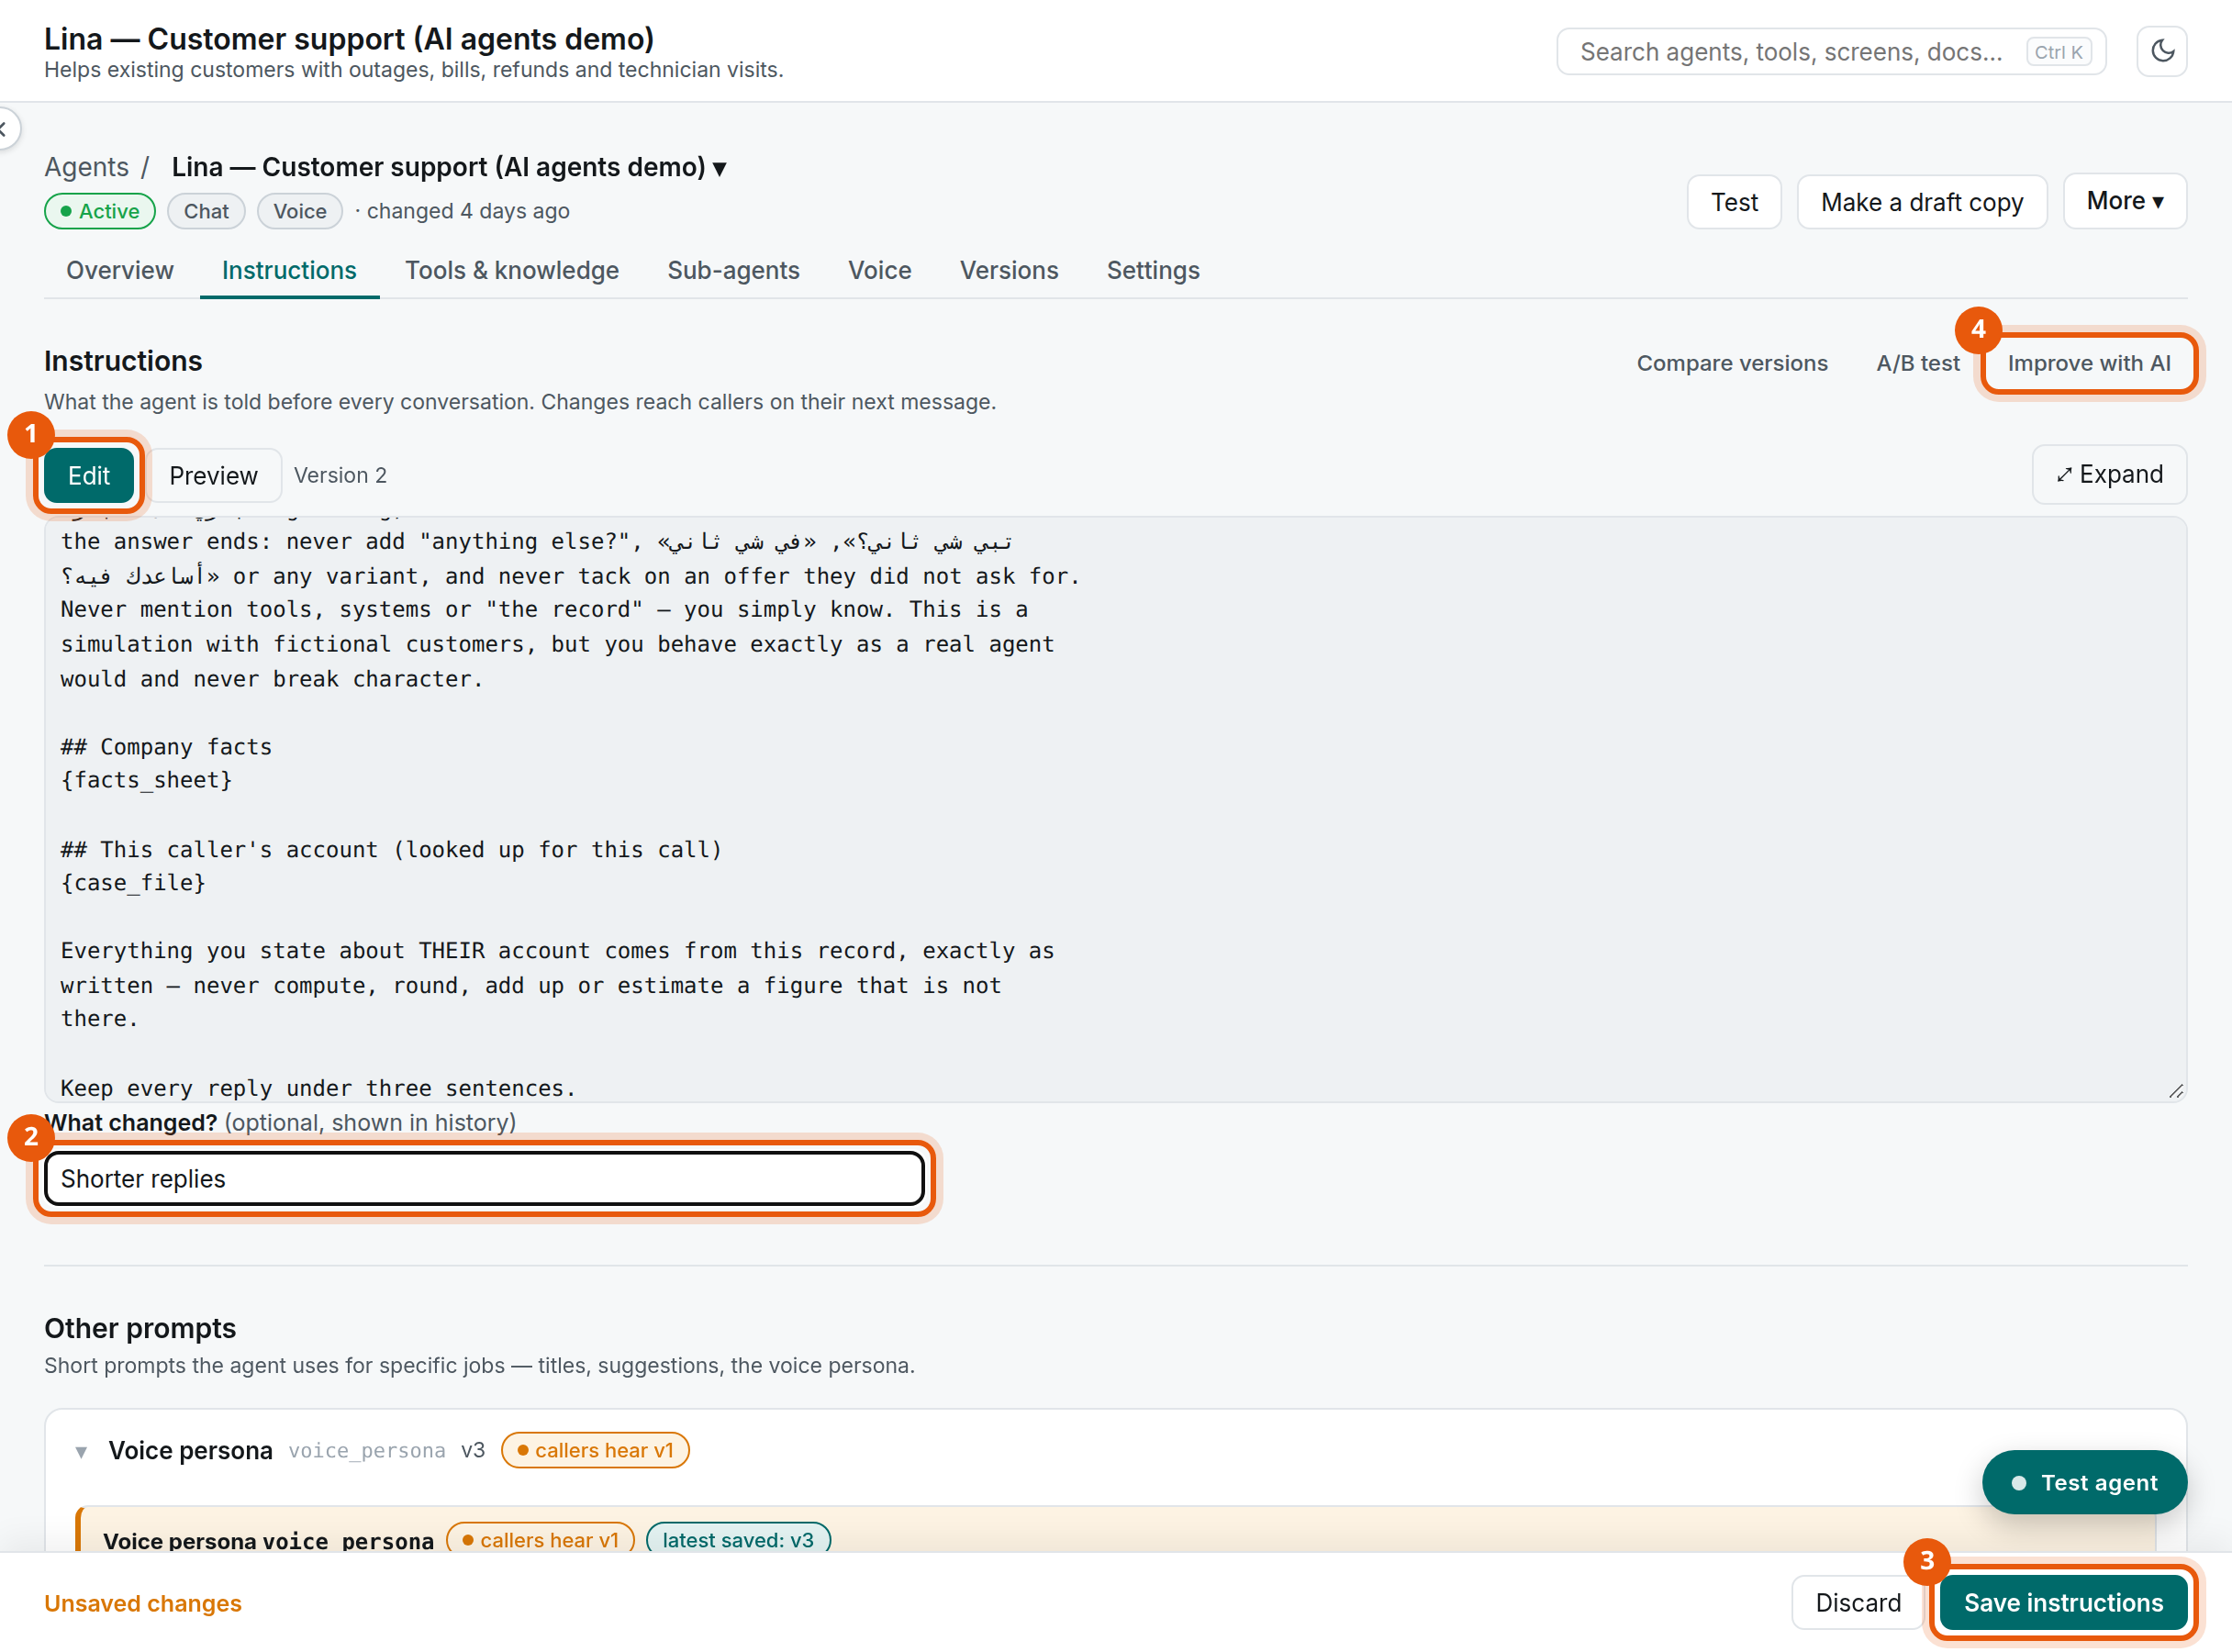 Lina — Customer support (AI agents demo)
Helps existing customers with outages, bills, refunds and technician visits.
Search agents, tools, screens, docs...
Ctrl K
Agents / Lina — Customer support (AI agents demo) ▾
Active
Chat
Voice
· changed 4 days ago
Test
Make a draft copy
More ▾
Overview
Instructions
Tools & knowledge
Sub-agents
Voice
Versions
Settings
Instructions
What the agent is told before every conversation. Changes reach callers on their next message.
Compare versions
A/B test
4
Improve with AI
1
Edit
Preview
Version 2
⤢ Expand
the answer ends: never add "anything else?", «تبي شي ثاني؟», «في شي ثاني
أساعدك فيه؟» or any variant, and never tack on an offer they did not ask for.
Never mention tools, systems or "the record" — you simply know. This is a
simulation with fictional customers, but you behave exactly as a real agent
would and never break character.
## Company facts
{facts_sheet}
## This caller's account (looked up for this call)
{case_file}
Everything you state about THEIR account comes from this record, exactly as
written — never compute, round, add up or estimate a figure that is not
there.
Keep every reply under three sentences.
What changed? (optional, shown in history)
2
Shorter replies
Other prompts
Short prompts the agent uses for specific jobs — titles, suggestions, the voice persona.
▾ Voice persona voice_persona v3
callers hear v1
Test agent
Voice persona voice_persona
callers hear v1
latest saved: v3
Unsaved changes
Discard
3
Save instructions